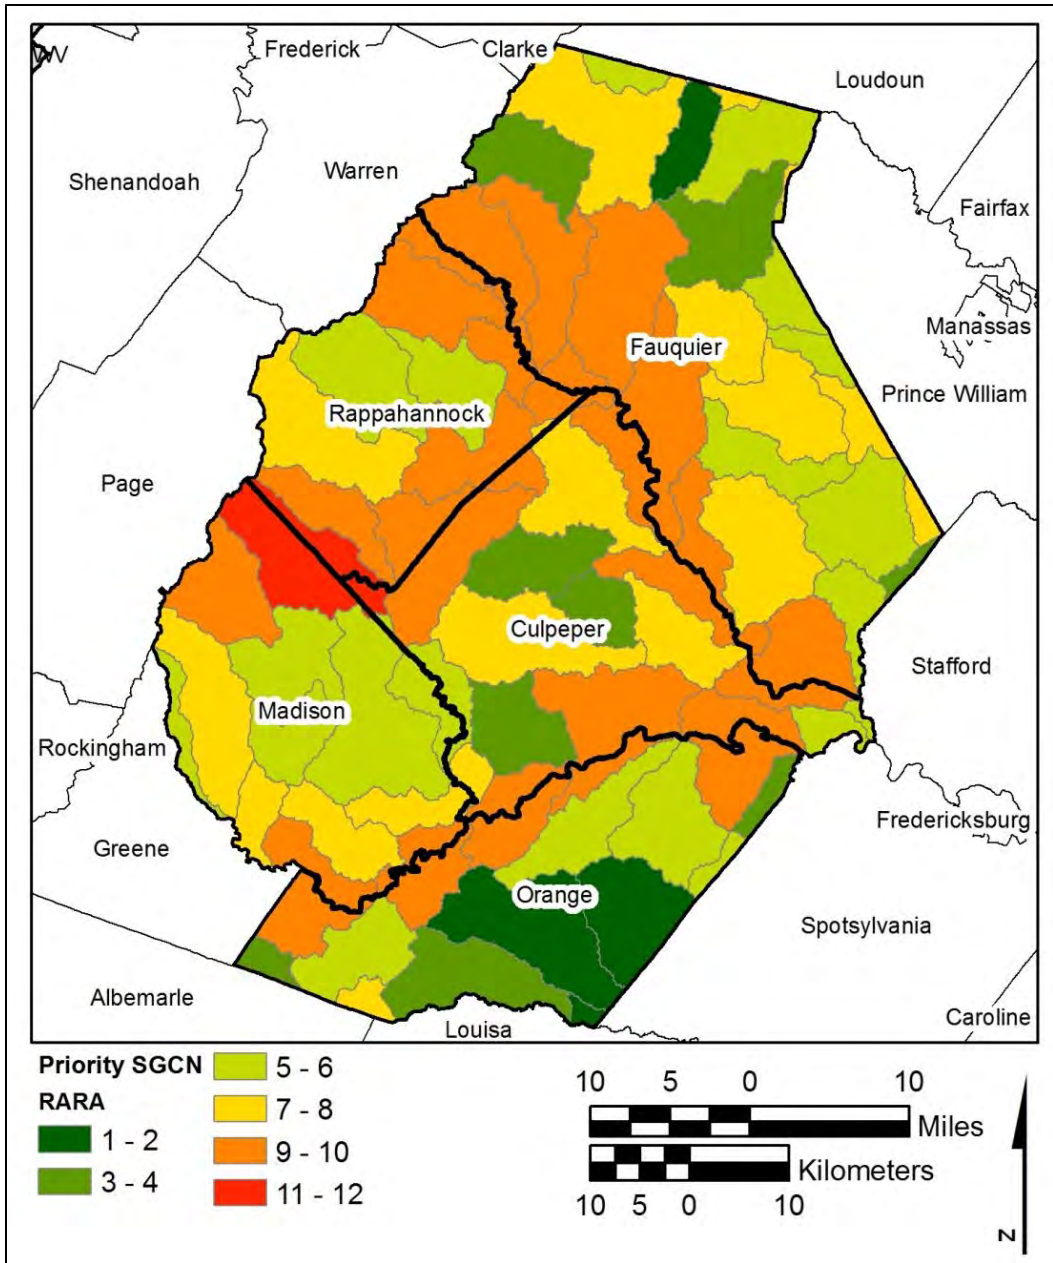 Frederick
Clarke
Loudoun
Shenandoah
Warren
Fairfax
Manassas
Fauquier
Prince William
Rappahannock
Page
Culpeper
Stafford
Madison
Rockingham
Fredericksburg
Greene
Orange
Spotsylvania
Albemarle
Louisa
Caroline
Priority SGCN
RARA
1 - 2
3 - 4
5 - 6
7 - 8
9 - 10
11 - 12
10 5 0 10
Miles
Kilometers
10 5 0 10
N